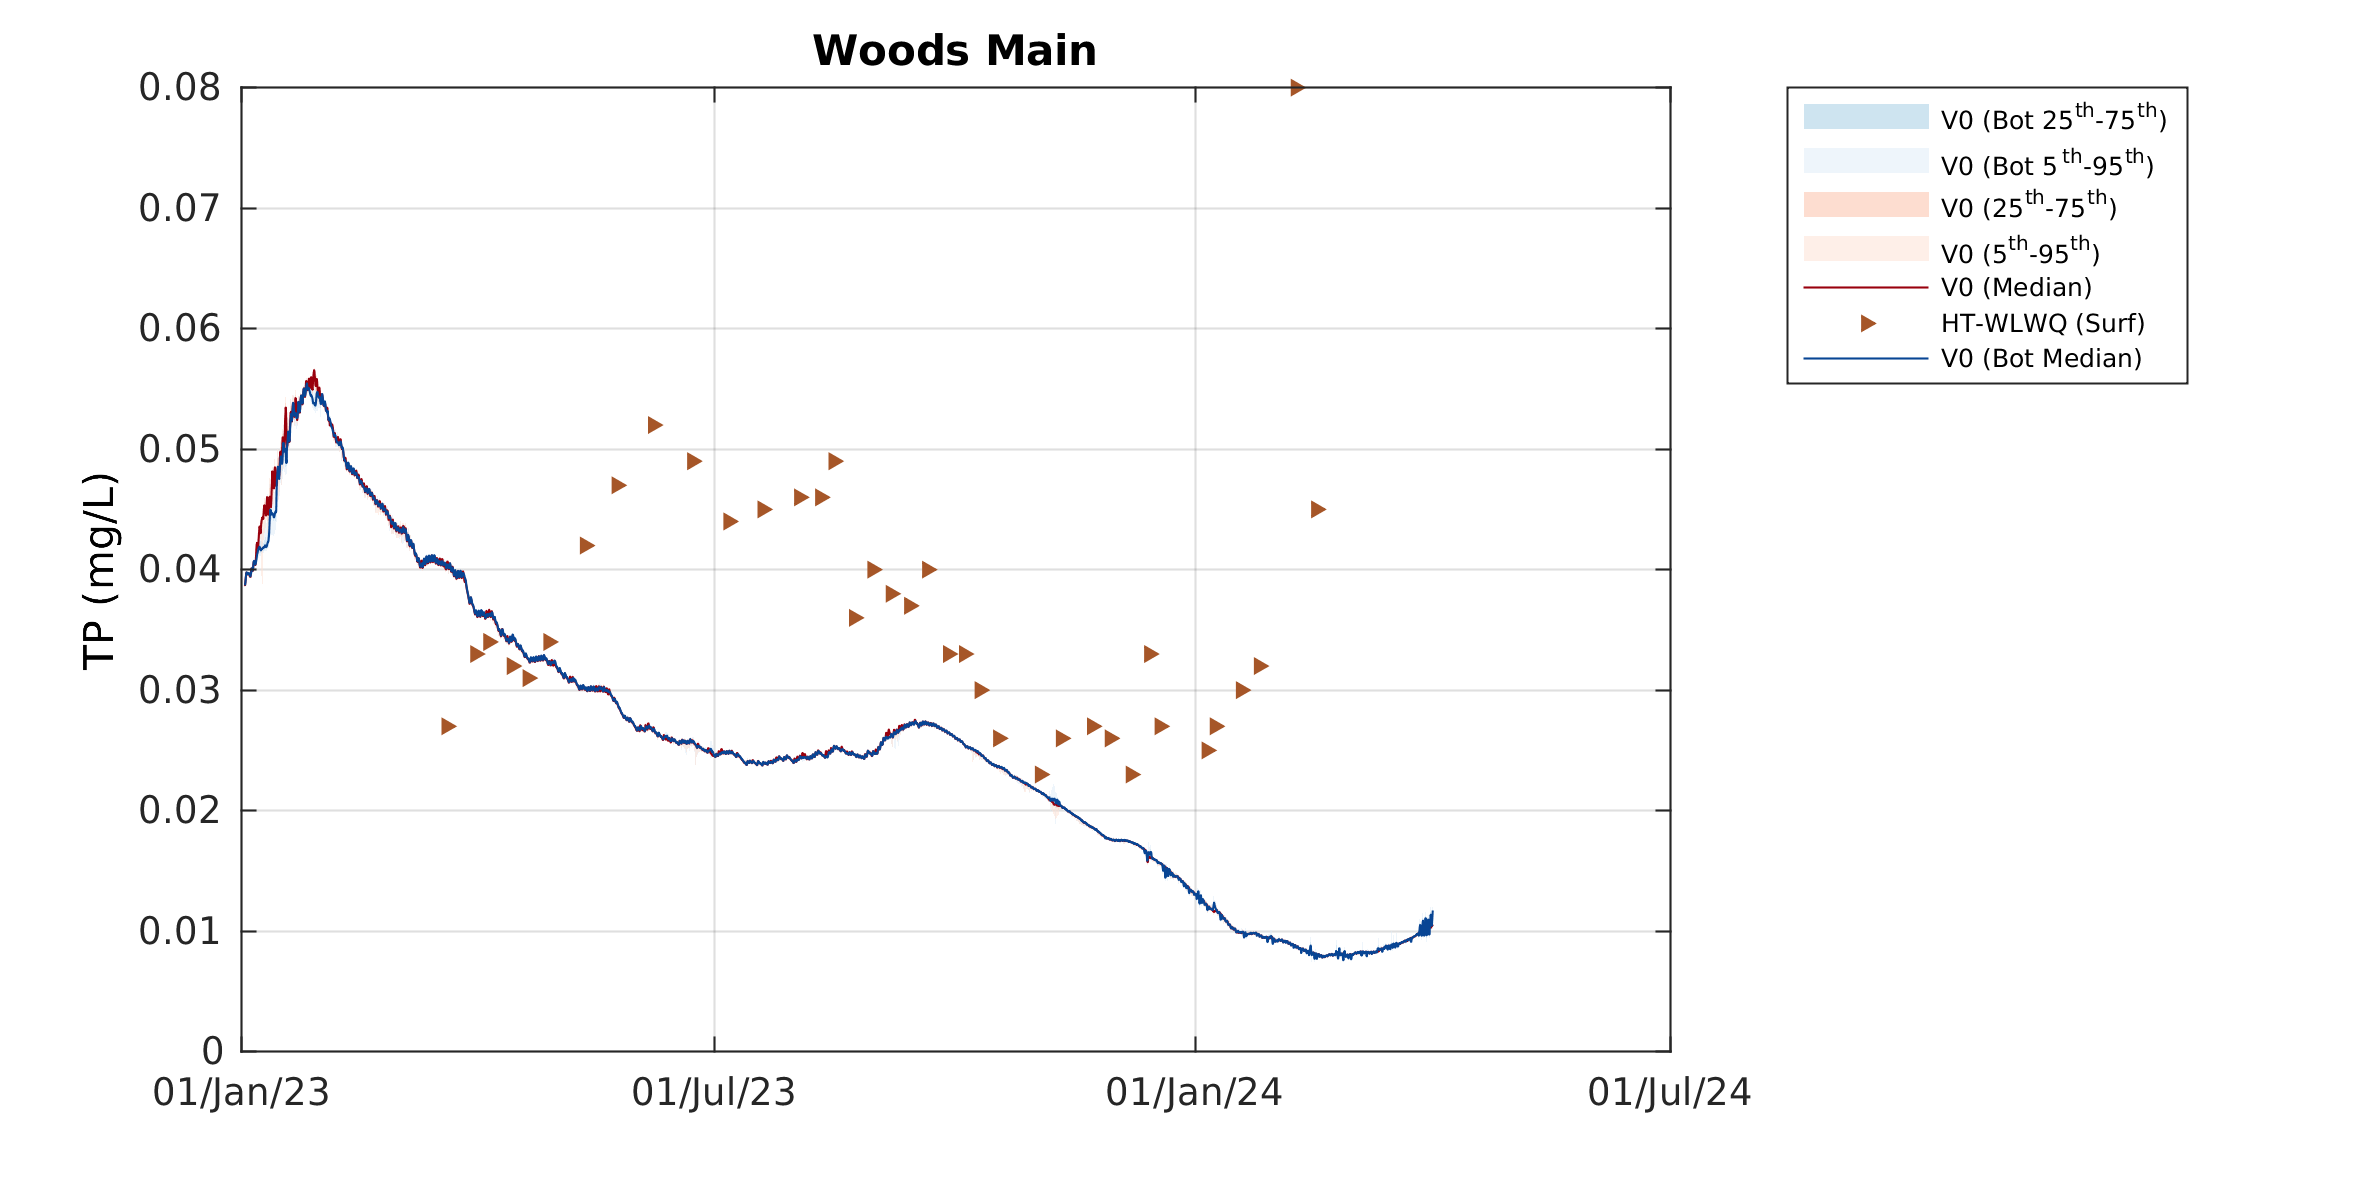 Woods Main
0.08
0.07
0.06
0.05
0.04
0.03
0.02
0.01
0
TP (mg/L)
01/Jan/23
01/Jul/23
01/Jan/24
01/Jul/24
V0 (Bot 25th-75th)
V0 (Bot 5th-95th)
V0 (25th-75th)
V0 (5th-95th)
V0 (Median)
HT-WLWQ (Surf)
V0 (Bot Median)